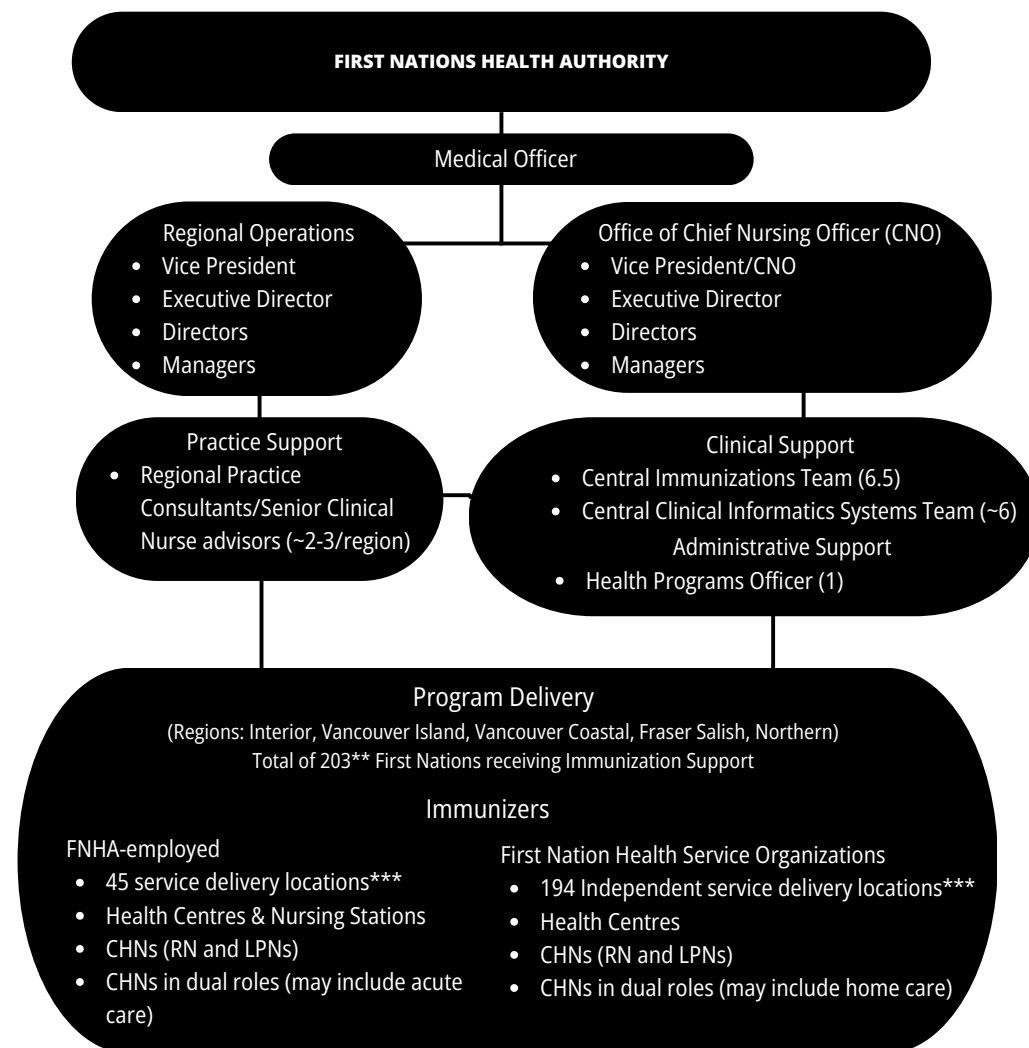 FIRST NATIONS HEALTH AUTHORITY
Medical Officer
Regional Operations
• Vice President
• Executive Director
• Directors
• Managers
Office of Chief Nursing Officer (CNO)
• Vice President/CNO
• Executive Director
• Directors
• Managers
Practice Support
• Regional Practice
Consultants/Senior Clinical
Nurse advisors (~2-3/region)
Clinical Support
• Central Immunizations Team (6.5)
• Central Clinical Informatics Systems Team (~6)
Administrative Support
• Health Programs Officer (1)
Program Delivery
(Regions: Interior, Vancouver Island, Vancouver Coastal, Fraser Salish, Northern)
Total of 203** First Nations receiving Immunization Support
Immunizers
FNHA-employed
• 45 service delivery locations***
• Health Centres & Nursing Stations
• CHNs (RN and LPNs)
• CHNs in dual roles (may include acute
care)
First Nation Health Service Organizations
• 194 Independent service delivery locations***
• Health Centres
• CHNs (RN and LPNs)
• CHNs in dual roles (may include home care)